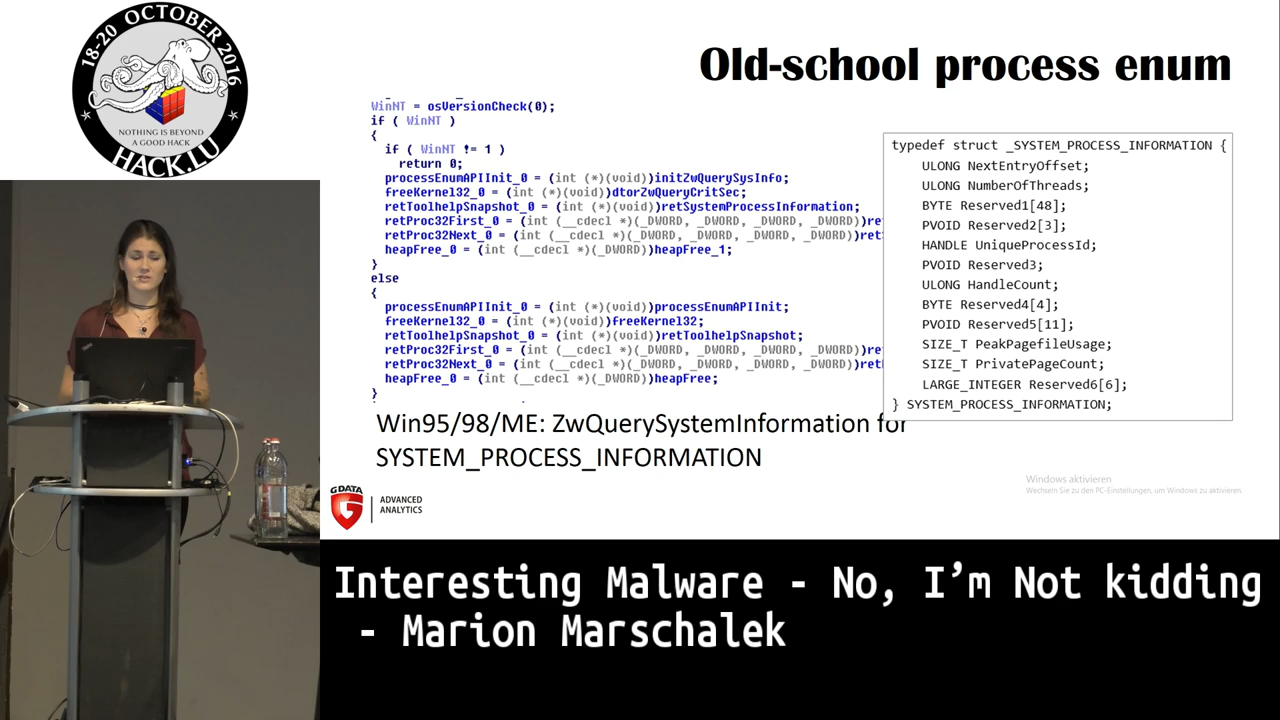 18-20 OCTOBER 2016
NOTHING IS BEYOND
A GOOD HACK
HACK.LU
Old-school process enum
WinNT = osVersionCheck(0);
if ( WinNT )
{
if ( WinNT != 1 )
return 0;
processEnumAPIInit_0 = (int (*)(void))initZwQuerySysInfo;
freeKernel32_0 = (int (*)(void))dtorZwQueryCritSec;
retToolhelpSnapshot_0 = (int (*)(void))retSystemProcessInformation;
retProc32First_0 = (int (__cdecl *)(_DWORD, _DWORD, _DWORD, _DWORD))re
retProc32Next_0 = (int (__cdecl *)(_DWORD, _DWORD, _DWORD, _DWORD))ret
heapFree_0 = (int (__cdecl *)(_DWORD))heapFree_1;
}
else
{
processEnumAPIInit_0 = (int (*)(void))processEnumAPIInit;
freeKernel32_0 = (int (*)(void))freeKernel32;
retToolhelpSnapshot_0 = (int (*)(void))retToolhelpSnapshot;
retProc32First_0 = (int (__cdecl *)(_DWORD, _DWORD, _DWORD, _DWORD))re
retProc32Next_0 = (int (__cdecl *)(_DWORD, _DWORD, _DWORD, _DWORD))ret
heapFree_0 = (int (__cdecl *)(_DWORD))heapFree;
}
typedef struct _SYSTEM_PROCESS_INFORMATION {
ULONG NextEntryOffset;
ULONG NumberOfThreads;
BYTE Reserved1[48];
PVOID Reserved2[3];
HANDLE UniqueProcessId;
PVOID Reserved3;
ULONG HandleCount;
BYTE Reserved4[4];
PVOID Reserved5[11];
SIZE_T PeakPagefileUsage;
SIZE_T PrivatePageCount;
LARGE_INTEGER Reserved6[6];
} SYSTEM_PROCESS_INFORMATION;
Win95/98/ME: ZwQuerySystemInformation for
SYSTEM_PROCESS_INFORMATION
G DATA
ADVANCED
ANALYTICS
Windows aktivieren
Wechseln Sie zu den PC-Einstellungen, um Windows zu aktivieren.
Interesting Malware - No, I'm Not kidding
- Marion Marschalek